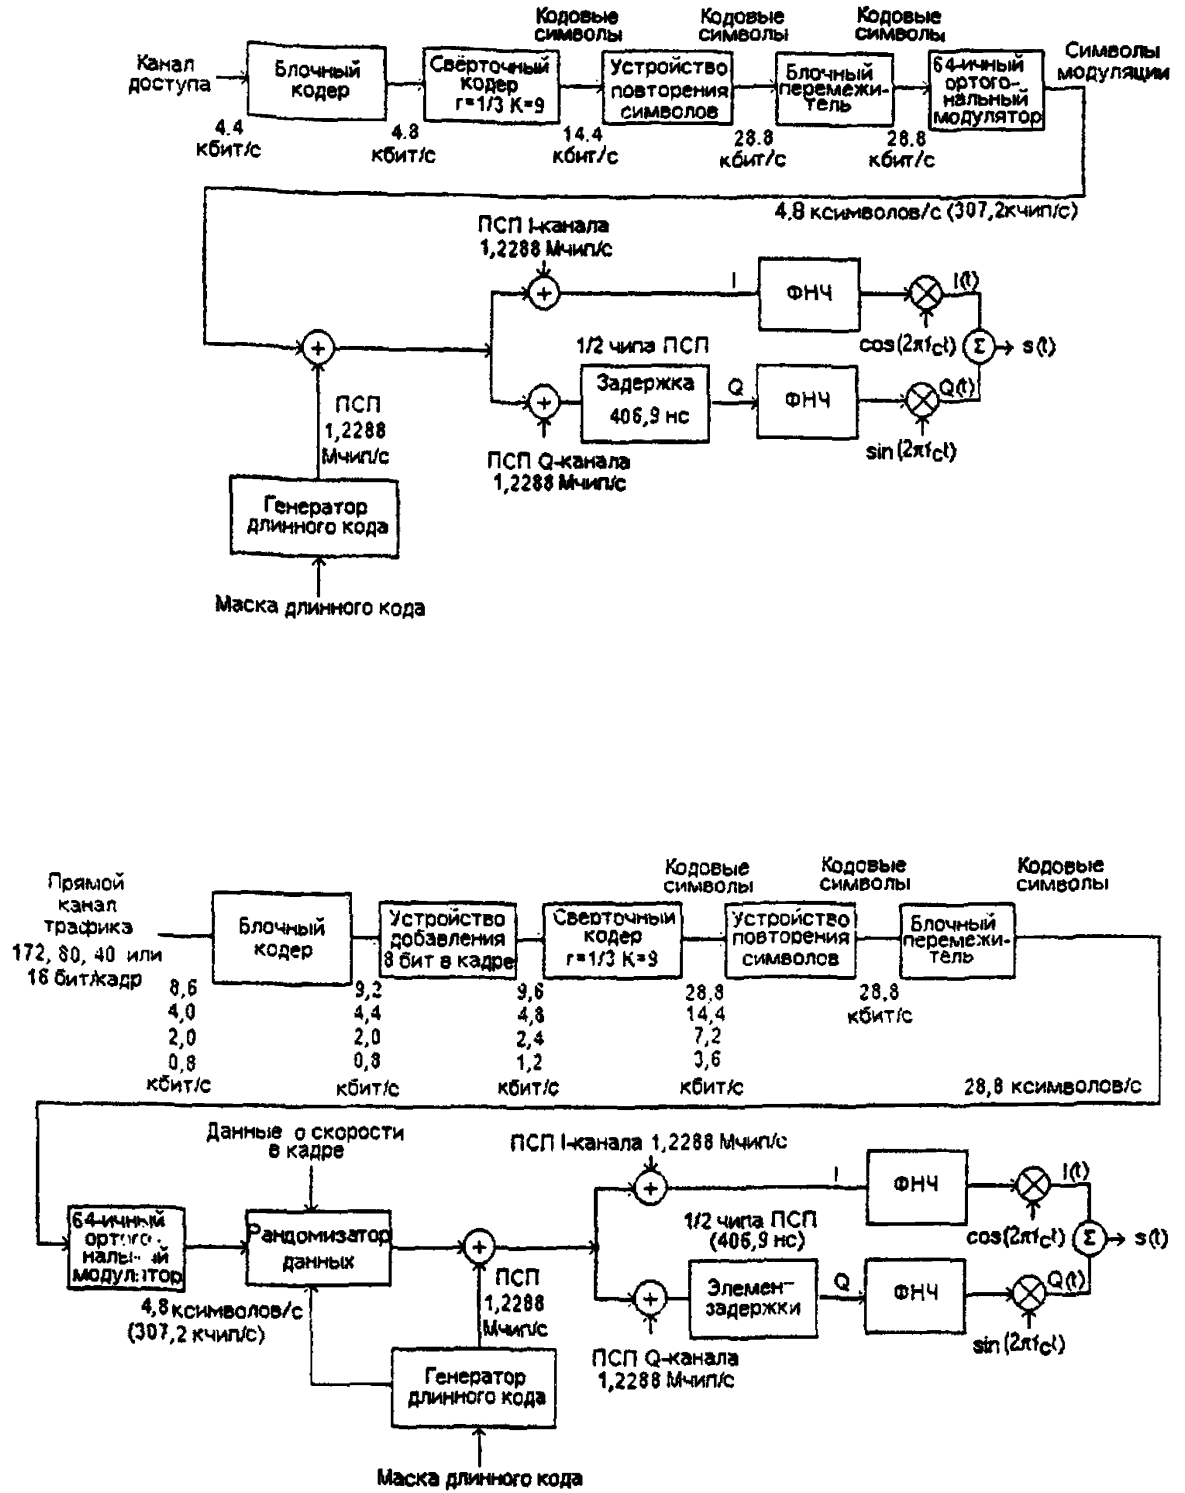 Кодовые
символы
Кодовые
символы
Кодовые
символы
Символы
модуляции
Канал
доступа
Блочный
кодер
Свёрточный
кодер
r=1/3 K=9
Устройство
повторения
символов
Блочный
перемежи-
тель
64-ичный
ортого-
нальный
модулятор
4.4
кбит/с
4.8
кбит/с
14.4
кбит/с
28.8
кбит/с
28.8
кбит/с
4,8 ксимволов/с (307,2кчип/с)
ПСП I-канала
1,2288 Мчип/с
+
I
ФНЧ
I(t)
cos(2πfct)
Σ
s(t)
+
1/2 чипа ПСП
+
Задержка
406,9 нс
Q
ФНЧ
Q(t)
sin(2πfct)
ПСП Q-канала
1,2288 Мчип/с
ПСП
1,2288
Мчип/с
Генератор
длинного кода
Маска длинного кода
Кодовые
символы
Кодовые
символы
Кодовые
символы
Прямой
канал
трафика
172, 80, 40 или
16 бит/кадр
Блочный
кодер
Устройство
добавления
8 бит в кадре
Сверточный
кодер
r=1/3 K=9
Устройство
повторения
символов
Блочный
перемежи-
тель
8,6
4,0
2,0
0,8
кбит/с
9,2
4,4
2,0
0,8
кбит/с
9,6
4,8
2,4
1,2
кбит/с
28,8
14,4
7,2
3,6
кбит/с
28,8
кбит/с
28,8 ксимволов/с
Данные о скорости
в кадре
ПСП I-канала 1,2288 Мчип/с
+
I
ФНЧ
I(t)
cos(2πfct)
Σ
s(t)
64-ичный
ортого-
нальный
модулятор
Рандомизатор
данных
+
1/2 чипа ПСП
(406,9 нс)
4,8 ксимволов/с
(307,2 кчип/с)
ПСП
1,2288
Мчип/с
+
Элемен-
задержки
Q
ФНЧ
Q(t)
sin(2πfct)
ПСП Q-канала
1,2288 Мчип/с
Генератор
длинного кода
Маска длинного кода